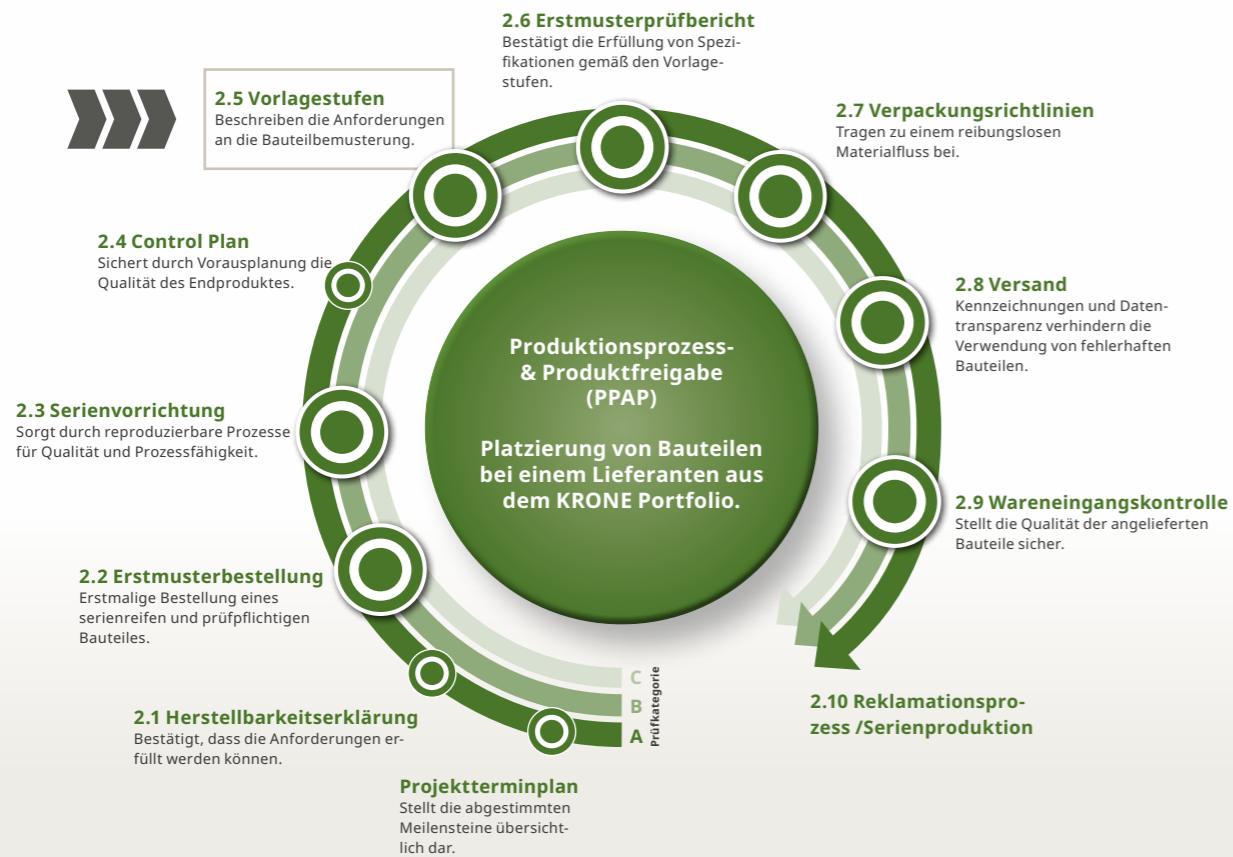 2.6 Erstmusterprüfbericht
Bestätigt die Erfüllung von Spezi-
fikationen gemäß den Vorlage-
stufen.
2.5 Vorlagestufen
Beschreiben die Anforderungen
an die Bauteilbemusterung.
2.7 Verpackungsrichtlinien
Tragen zu einem reibungslosen
Materialfluss bei.
2.4 Control Plan
Sichert durch Vorausplanung die
Qualität des Endproduktes.
2.8 Versand
Kennzeichnungen und Daten-
transparenz verhindern die
Verwendung von fehlerhaften
Bauteilen.
Produktionsprozess-
& Produktfreigabe
(PPAP)
Platzierung von Bauteilen
bei einem Lieferanten aus
dem KRONE Portfolio.
2.3 Serienvorrichtung
Sorgt durch reproduzierbare Prozesse
für Qualität und Prozessfähigkeit.
2.9 Wareneingangskontrolle
Stellt die Qualität der angelieferten
Bauteile sicher.
2.2 Erstmusterbestellung
Erstmalige Bestellung eines
serienreifen und prüfpflichtigen
Bauteiles.
C
B
A
Prüfkategorie
2.10 Reklamationspro-
zess /Serienproduktion
2.1 Herstellbarkeitserklärung
Bestätigt, dass die Anforderungen er-
füllt werden können.
Projektterminplan
Stellt die abgestimmten
Meilensteine übersicht-
lich dar.